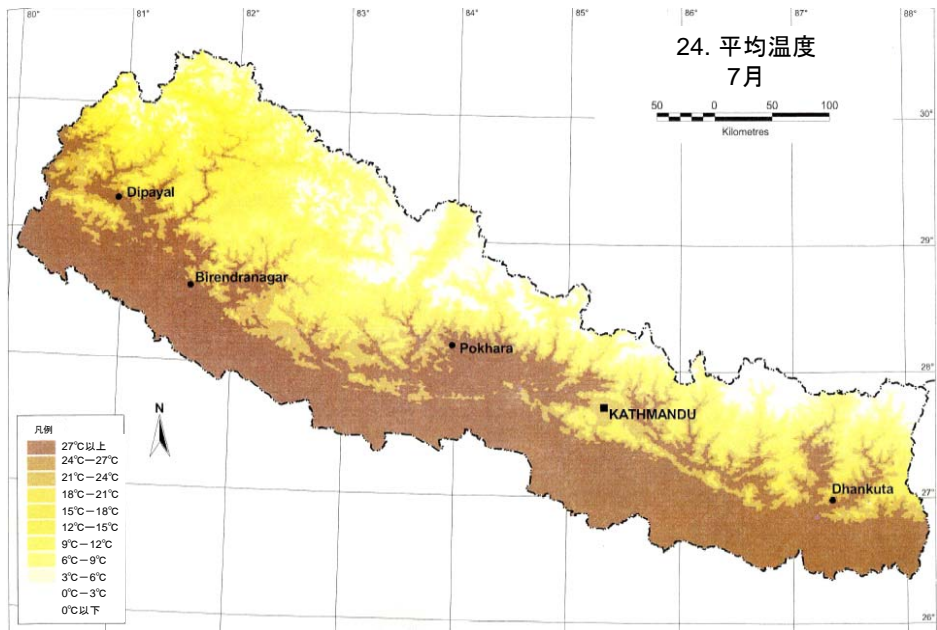 80° 81° 82° 83° 84° 85° 86° 87° 88°
24. 平均温度
7月
50 0 50 100
Kilometres
30°
Dipayal
29°
Birendranagar
Pokhara
28°
KATHMANDU
N
凡例
27℃以上
24℃－27℃
21℃－24℃
18℃－21℃
15℃－18℃
12℃－15℃
9℃－12℃
6℃－9℃
3℃－6℃
0℃－3℃
0℃以下
Dhankuta
27°
26°